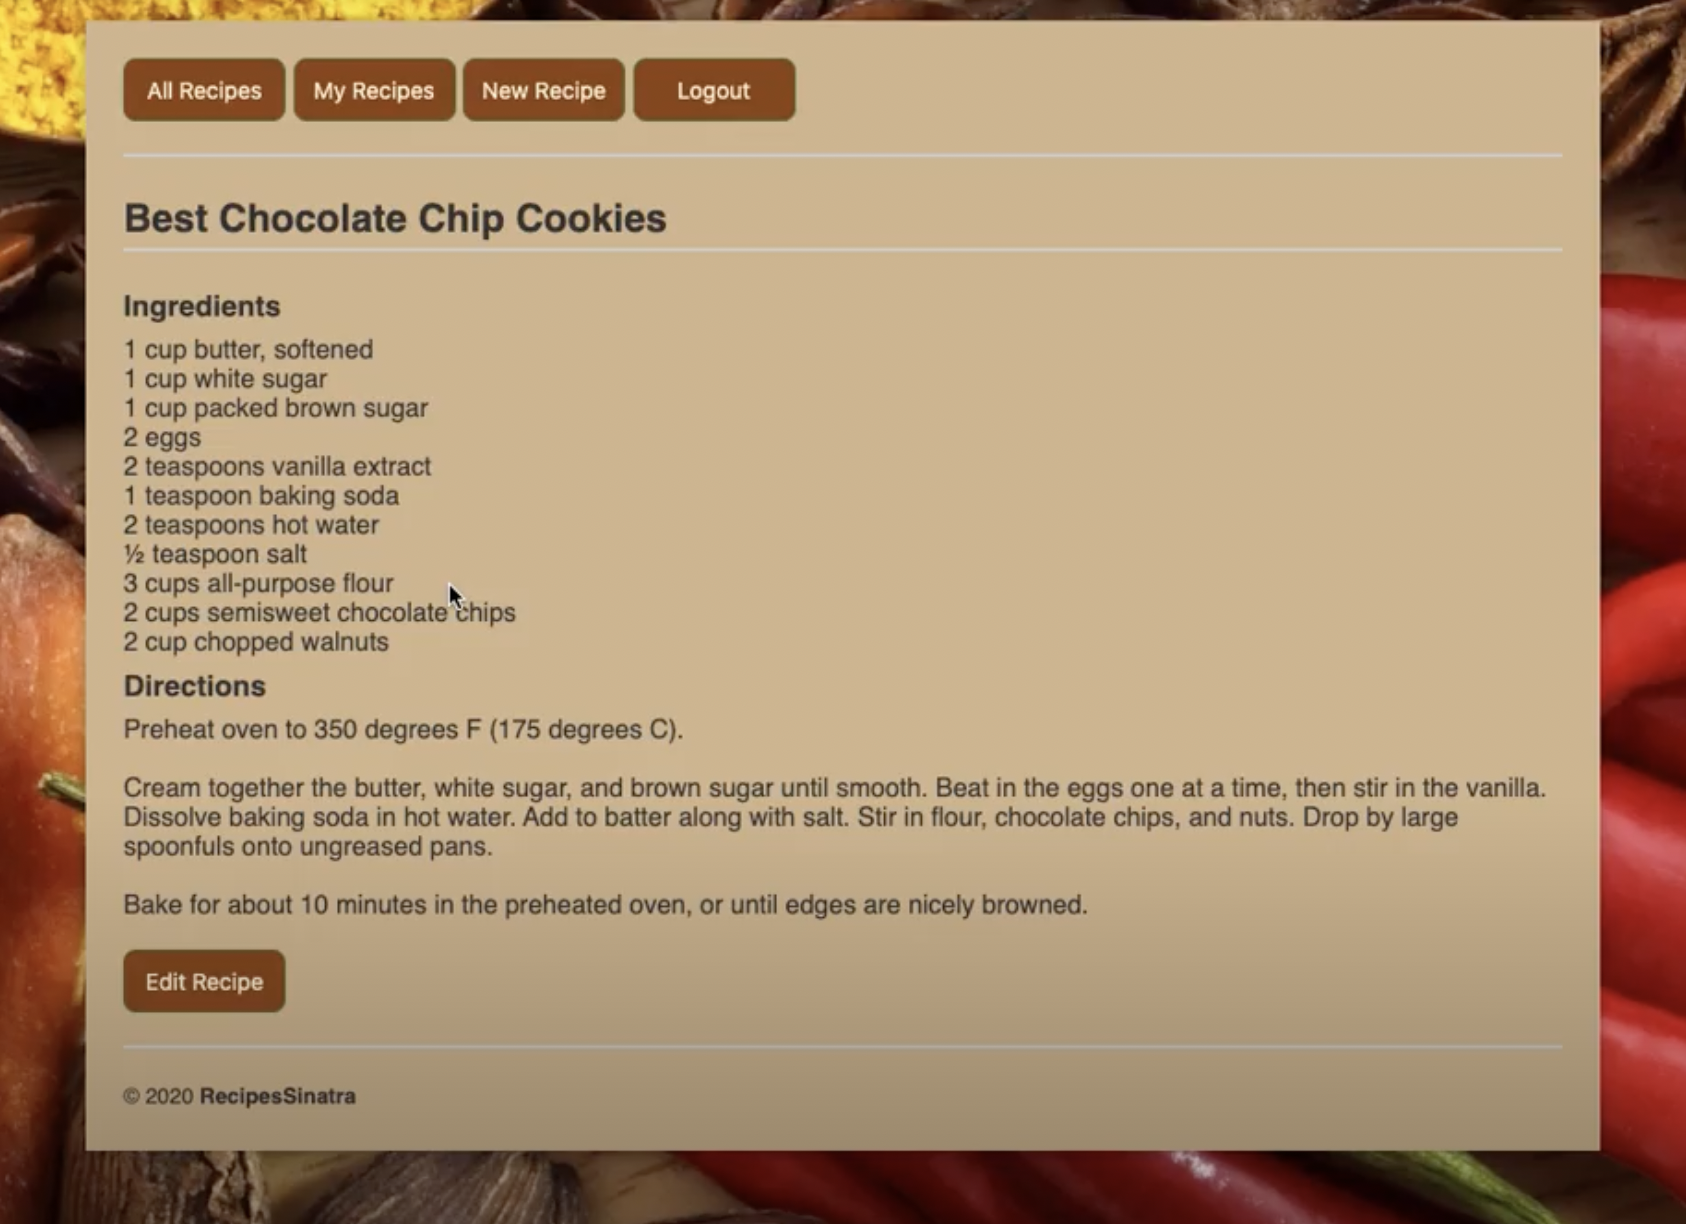 All Recipes My Recipes New Recipe Logout
Best Chocolate Chip Cookies
Ingredients
1 cup butter, softened
1 cup white sugar
1 cup packed brown sugar
2 eggs
2 teaspoons vanilla extract
1 teaspoon baking soda
2 teaspoons hot water
½ teaspoon salt
3 cups all-purpose flour
2 cups semisweet chocolate chips
2 cup chopped walnuts
Directions
Preheat oven to 350 degrees F (175 degrees C).
Cream together the butter, white sugar, and brown sugar until smooth. Beat in the eggs one at a time, then stir in the vanilla.
Dissolve baking soda in hot water. Add to batter along with salt. Stir in flour, chocolate chips, and nuts. Drop by large
spoonfuls onto ungreased pans.
Bake for about 10 minutes in the preheated oven, or until edges are nicely browned.
Edit Recipe
© 2020 RecipesSinatra